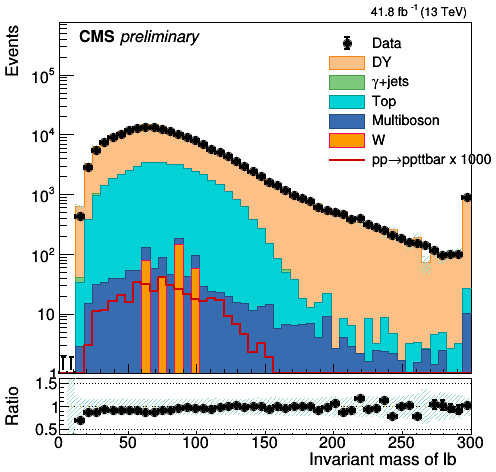 41.8 fb⁻¹ (13 TeV)
CMS preliminary
Events
Data
DY
γ+jets
Top
Multiboson
W
pp→ppttbar x 1000
10⁵
10⁴
10³
10²
10
1
Ratio
1.5
1
0.5
0 50 100 150 200 250 300
Invariant mass of lb